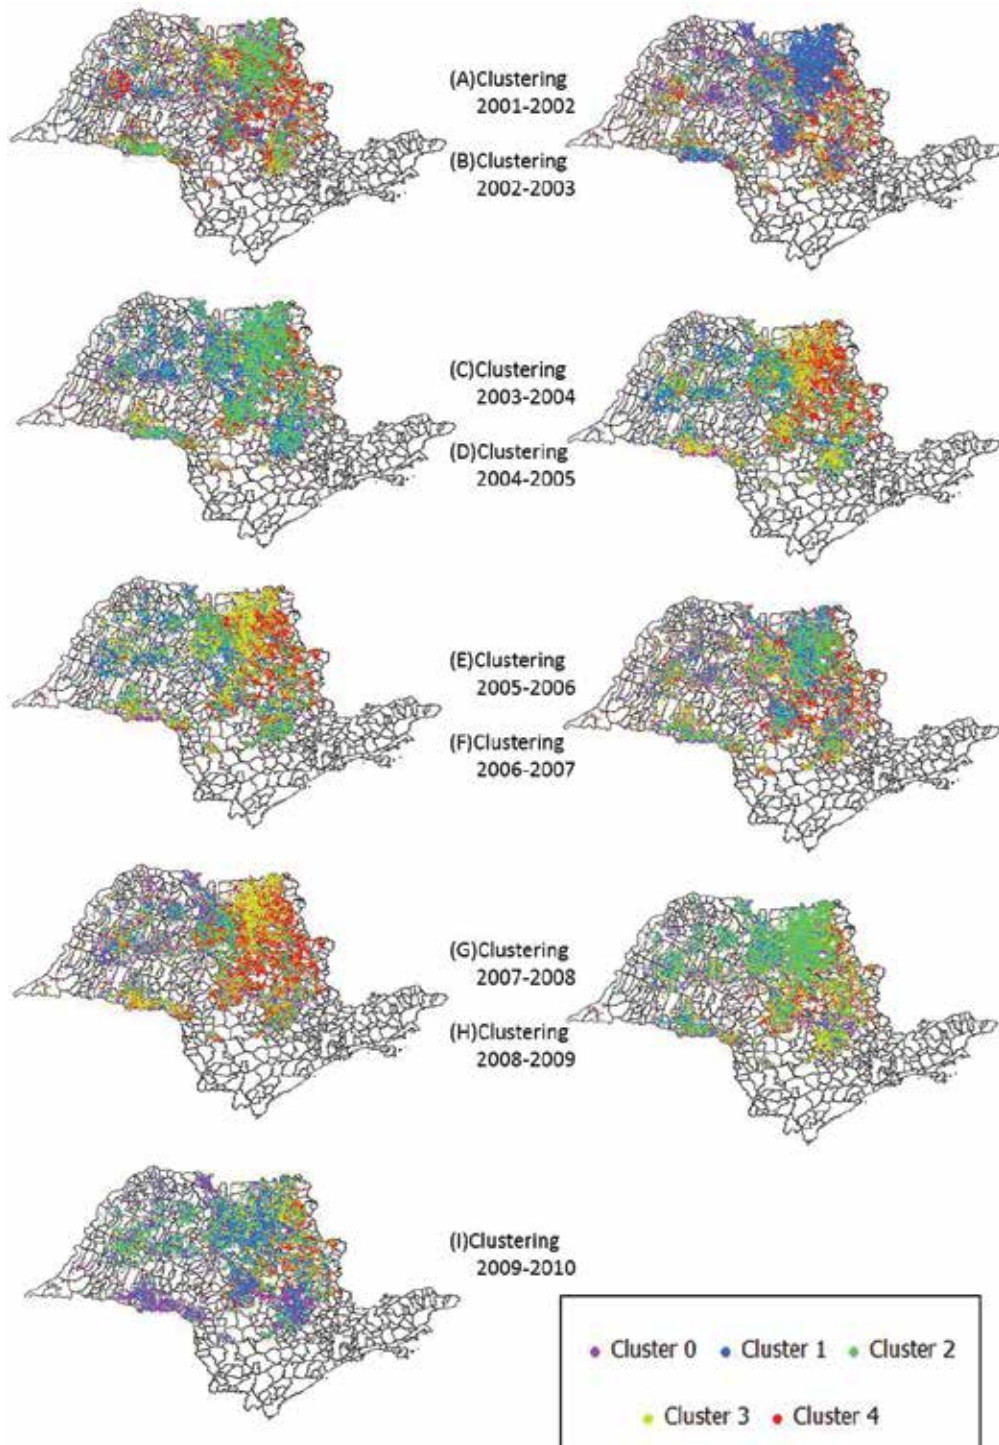 (A)Clustering
2001-2002
(B)Clustering
2002-2003
(C)Clustering
2003-2004
(D)Clustering
2004-2005
(E)Clustering
2005-2006
(F)Clustering
2006-2007
(G)Clustering
2007-2008
(H)Clustering
2008-2009
(I)Clustering
2009-2010
Cluster 0 Cluster 1 Cluster 2
Cluster 3 Cluster 4